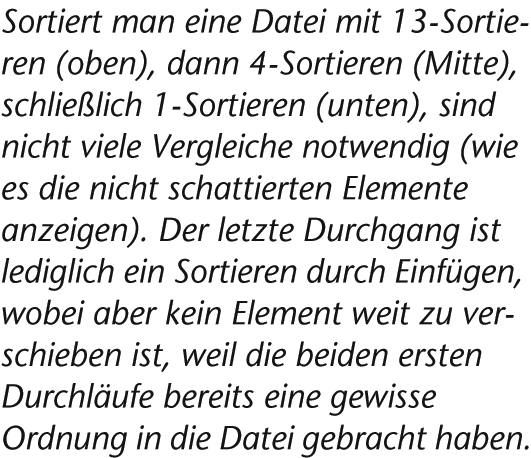 Sortiert man eine Datei mit 13-Sortie-
ren (oben), dann 4-Sortieren (Mitte),
schließlich 1-Sortieren (unten), sind
nicht viele Vergleiche notwendig (wie
es die nicht schattierten Elemente
anzeigen). Der letzte Durchgang ist
lediglich ein Sortieren durch Einfügen,
wobei aber kein Element weit zu ver-
schieben ist, weil die beiden ersten
Durchläufe bereits eine gewisse
Ordnung in die Datei gebracht haben.